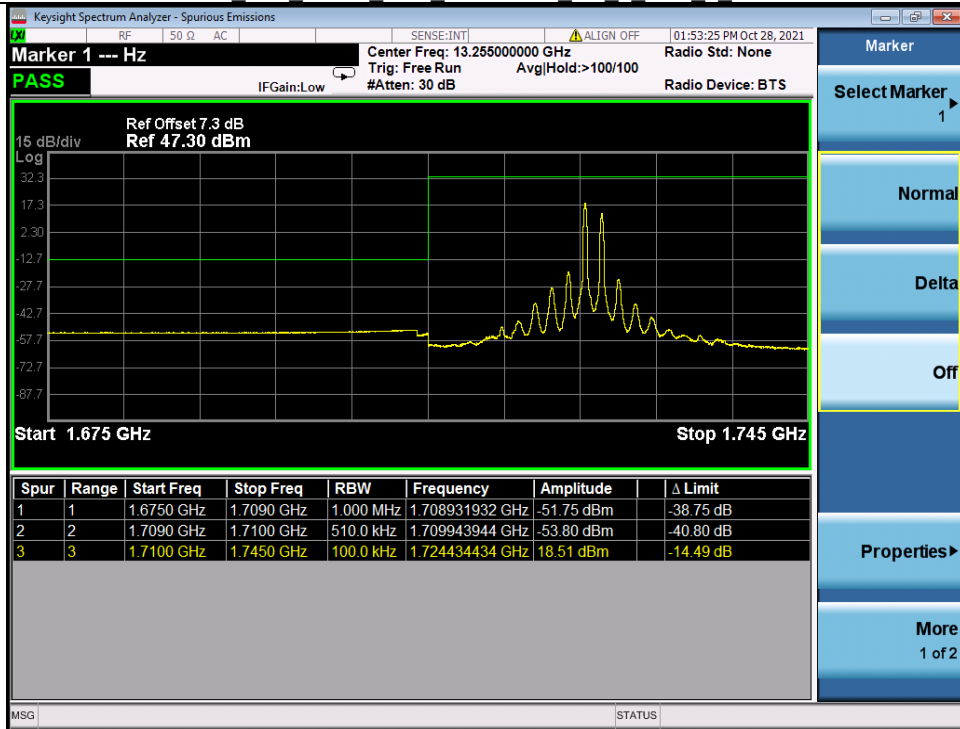 Keysight Spectrum Analyzer - Spurious Emissions
LXI RF 50 Ω AC SENSE:INT ALIGN OFF 01:53:25 PM Oct 28, 2021
Marker 1 --- Hz
Center Freq: 13.255000000 GHz
Radio Std: None
Trig: Free Run Avg|Hold:>100/100
PASS IFGain:Low #Atten: 30 dB Radio Device: BTS
Ref Offset 7.3 dB
15 dB/div Ref 47.30 dBm
Log
32.3
17.3
2.30
-12.7
-27.7
-42.7
-57.7
-72.7
-87.7
Start 1.675 GHz Stop 1.745 GHz
Spur Range Start Freq Stop Freq RBW Frequency Amplitude Δ Limit
1 1 1.6750 GHz 1.7090 GHz 1.000 MHz 1.708931932 GHz -51.75 dBm -38.75 dB
2 2 1.7090 GHz 1.7100 GHz 510.0 kHz 1.709943944 GHz -53.80 dBm -40.80 dB
3 3 1.7100 GHz 1.7450 GHz 100.0 kHz 1.724434434 GHz 18.51 dBm -14.49 dB
MSG STATUS
Marker
Select Marker
1
Normal
Delta
Off
Properties
More
1 of 2